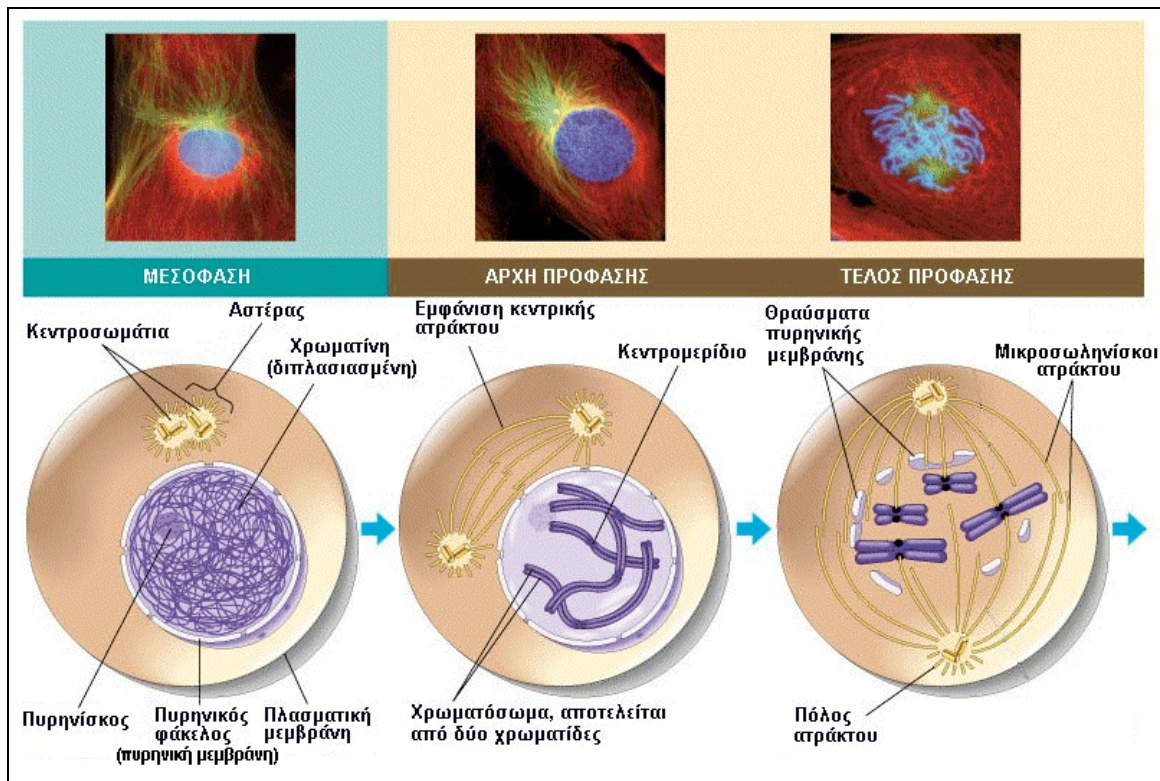 ΜΕΣΟΦΑΣΗ
ΑΡΧΗ ΠΡΟΦΑΣΗΣ
ΤΕΛΟΣ ΠΡΟΦΑΣΗΣ
Κεντροσωμάτια
Αστέρας
Χρωματίνη
(διπλασιασμένη)
Πυρηνίσκος
Πυρηνικός
φάκελος
(πυρηνική μεμβράνη)
Πλασματική
μεμβράνη
Εμφάνιση κεντρικής
ατράκτου
Κεντρομερίδιο
Χρωματόσωμα, αποτελείται
από δύο χρωματίδες
Θραύσματα
πυρηνικής
μεμβράνης
Μικροσωληνίσκοι
ατράκτου
Πόλος
ατράκτου